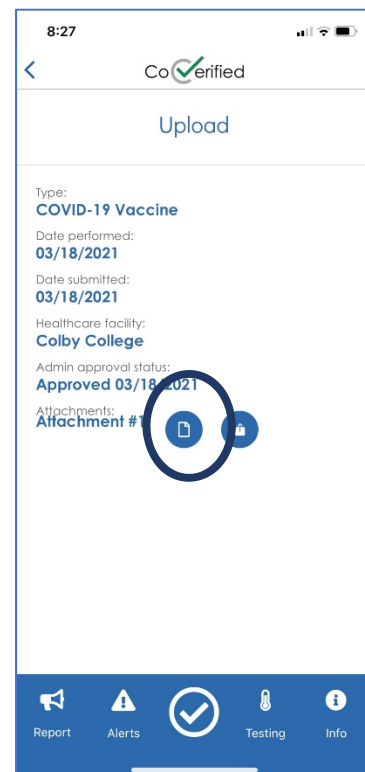 8:27
CoVerified
Upload
Type:
COVID-19 Vaccine
Date performed:
03/18/2021
Date submitted:
03/18/2021
Healthcare facility:
Colby College
Admin approval status:
Approved 03/18/2021
Attachments:
Attachment #1
Report Alerts Testing Info